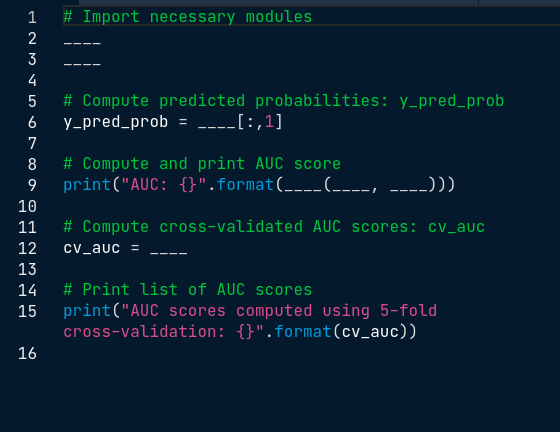 1 # Import necessary modules
2 ____
3 ____
4
5 # Compute predicted probabilities: y_pred_prob
6 y_pred_prob = ____[:,1]
7
8 # Compute and print AUC score
9 print("AUC: {}".format(____(____, ____)))
10
11 # Compute cross-validated AUC scores: cv_auc
12 cv_auc = ____
13
14 # Print list of AUC scores
15 print("AUC scores computed using 5-fold
cross-validation: {}".format(cv_auc))
16